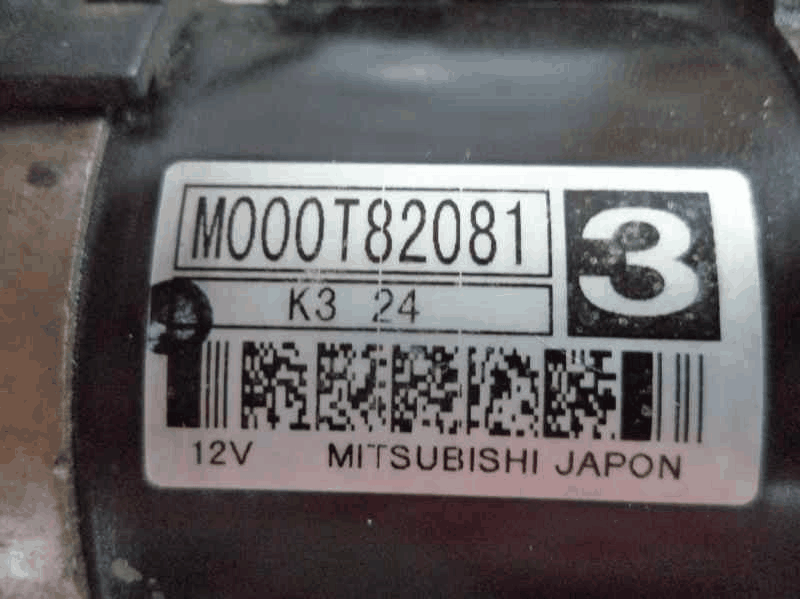 M000T82081
3
K3 24
12V MITSUBISHI JAPON